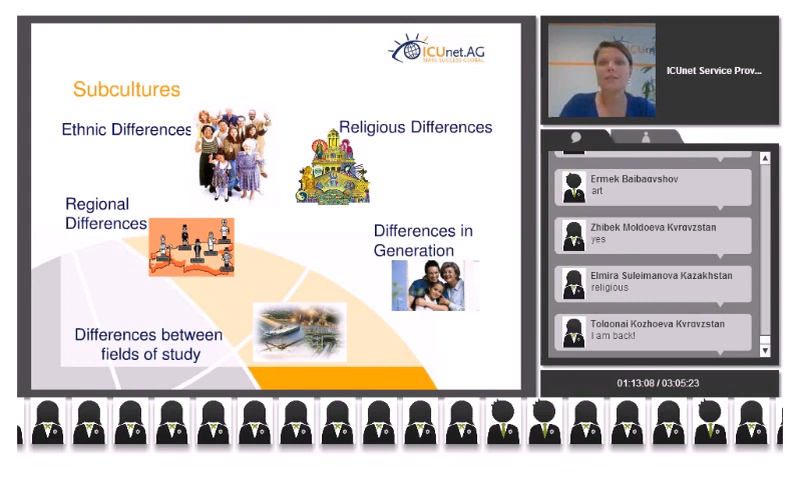 ICUnet.AG
MAKE SUCCESS GLOBAL.
Subcultures
Ethnic Differences
Religious Differences
Regional
Differences
Differences in
Generation
Differences between
fields of study
ICUnet Service Prov...
Ermek Baibagyshov
art
Zhibek Moldoeva Kyrgyzstan
yes
Elmira Suleimanova Kazakhstan
religious
Tolgonai Kozhoeva Kyrgyzstan
I am back!
01:13:08 / 03:05:23